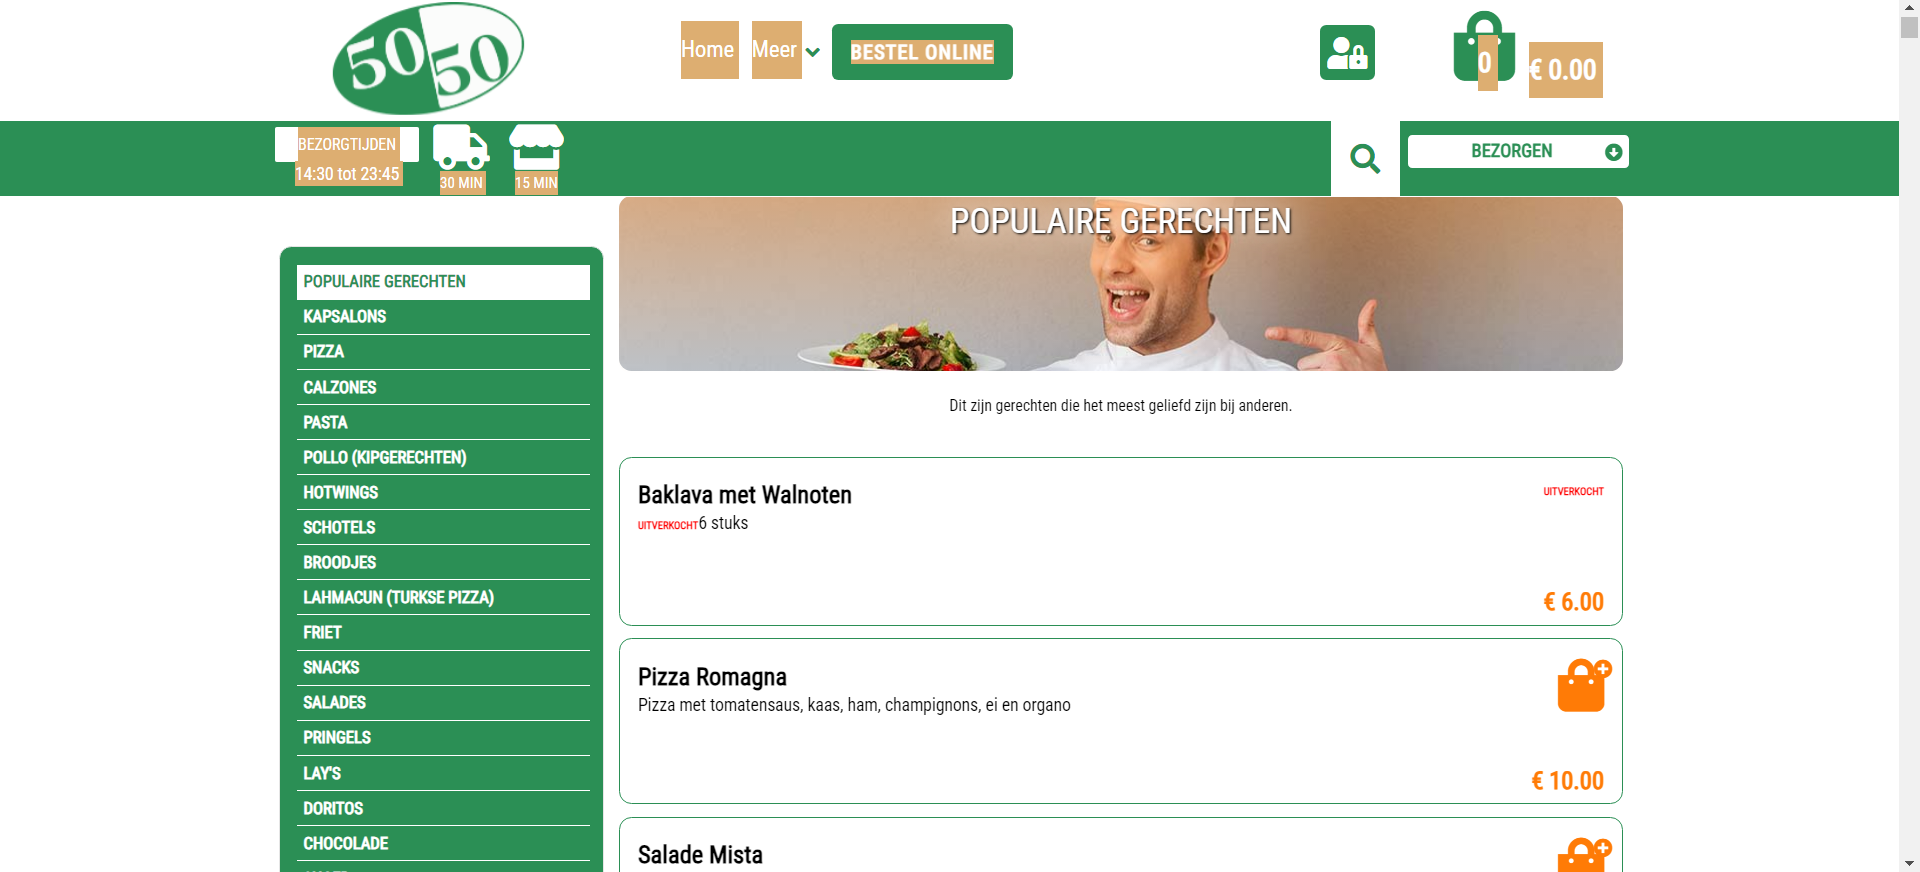 50 50
Home
Meer
BESTEL ONLINE
0
€ 0.00
BEZORGTIJDEN
14:30 tot 23:45
30 MIN
15 MIN
BEZORGEN
POPULAIRE GERECHTEN
KAPSALONS
PIZZA
CALZONES
PASTA
POLLO (KIPGERECHTEN)
HOTWINGS
SCHOTELS
BROODJES
LAHMACUN (TURKSE PIZZA)
FRIET
SNACKS
SALADES
PRINGELS
LAY'S
DORITOS
CHOCOLADE
POPULAIRE GERECHTEN
Dit zijn gerechten die het meest geliefd zijn bij anderen.
Baklava met Walnoten
UITVERKOCHT
UITVERKOCHT6 stuks
€ 6.00
Pizza Romagna
Pizza met tomatensaus, kaas, ham, champignons, ei en organo
€ 10.00
Salade Mista